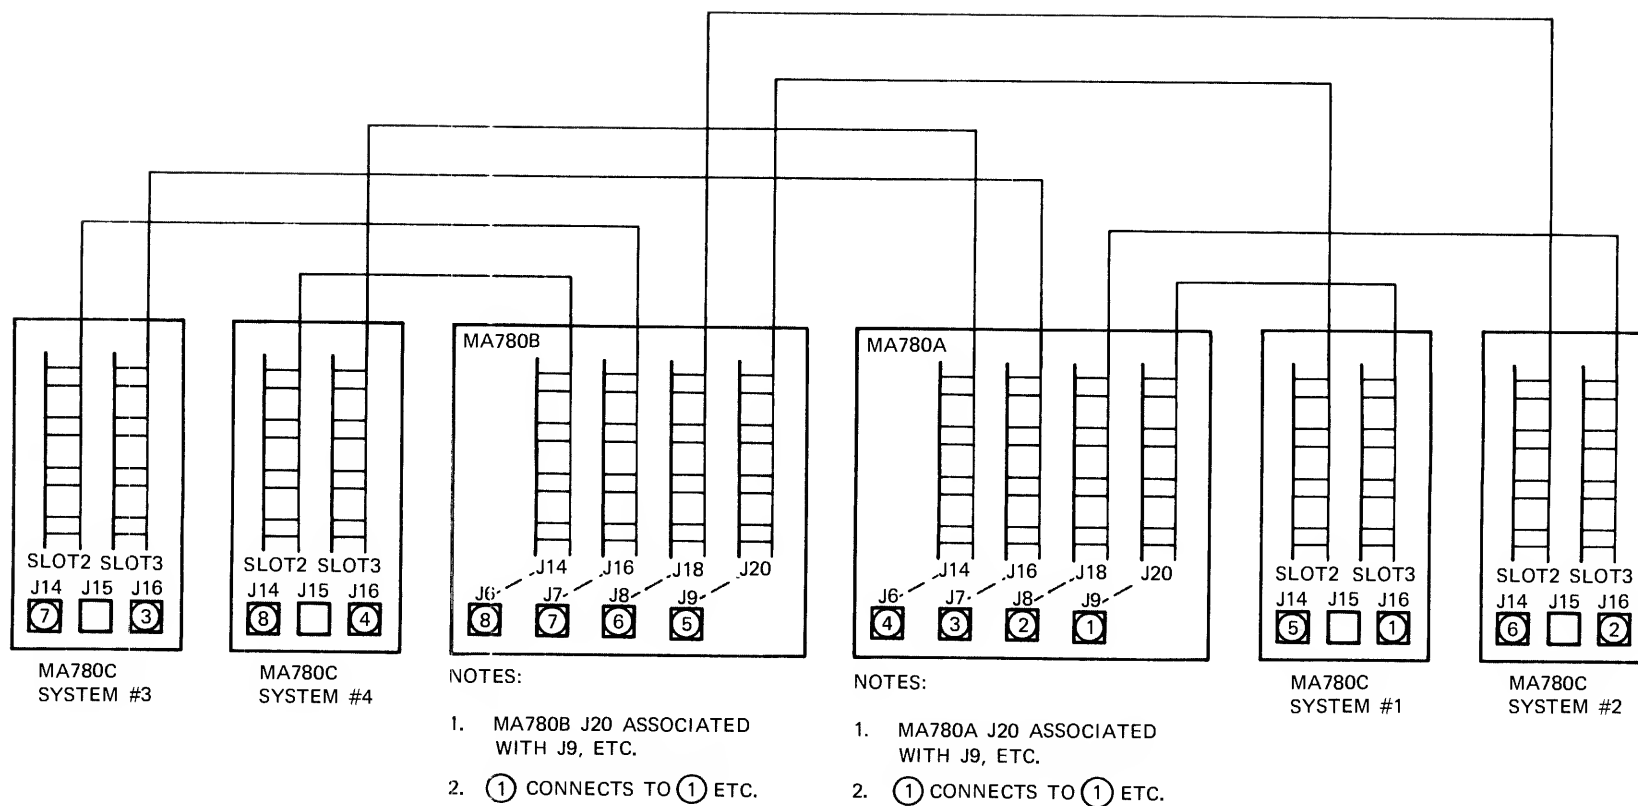 MA780B
MA780A
SLOT2 SLOT3
J14 J15 J16
7 3
MA780C
SYSTEM #3
SLOT2 SLOT3
J14 J15 J16
8 4
MA780C
SYSTEM #4
J14 J16 J18 J20
J6 J7 J8 J9
8 7 6 5
NOTES:
1. MA780B J20 ASSOCIATED
WITH J9, ETC.
2. 1 CONNECTS TO 1 ETC.
J14 J16 J18 J20
J6 J7 J8 J9
4 3 2 1
NOTES:
1. MA780A J20 ASSOCIATED
WITH J9, ETC.
2. 1 CONNECTS TO 1 ETC.
SLOT2 SLOT3
J14 J15 J16
5 1
MA780C
SYSTEM #1
SLOT2 SLOT3
J14 J15 J16
6 2
MA780C
SYSTEM #2